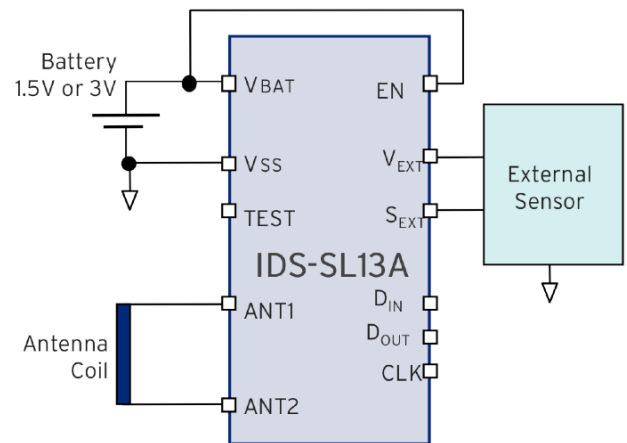 Battery
1.5V or 3V
VBAT
EN
VSS
VEXT
External
Sensor
TEST
SEXT
IDS-SL13A
ANT1
DIN
DOUT
Antenna
Coil
CLK
ANT2